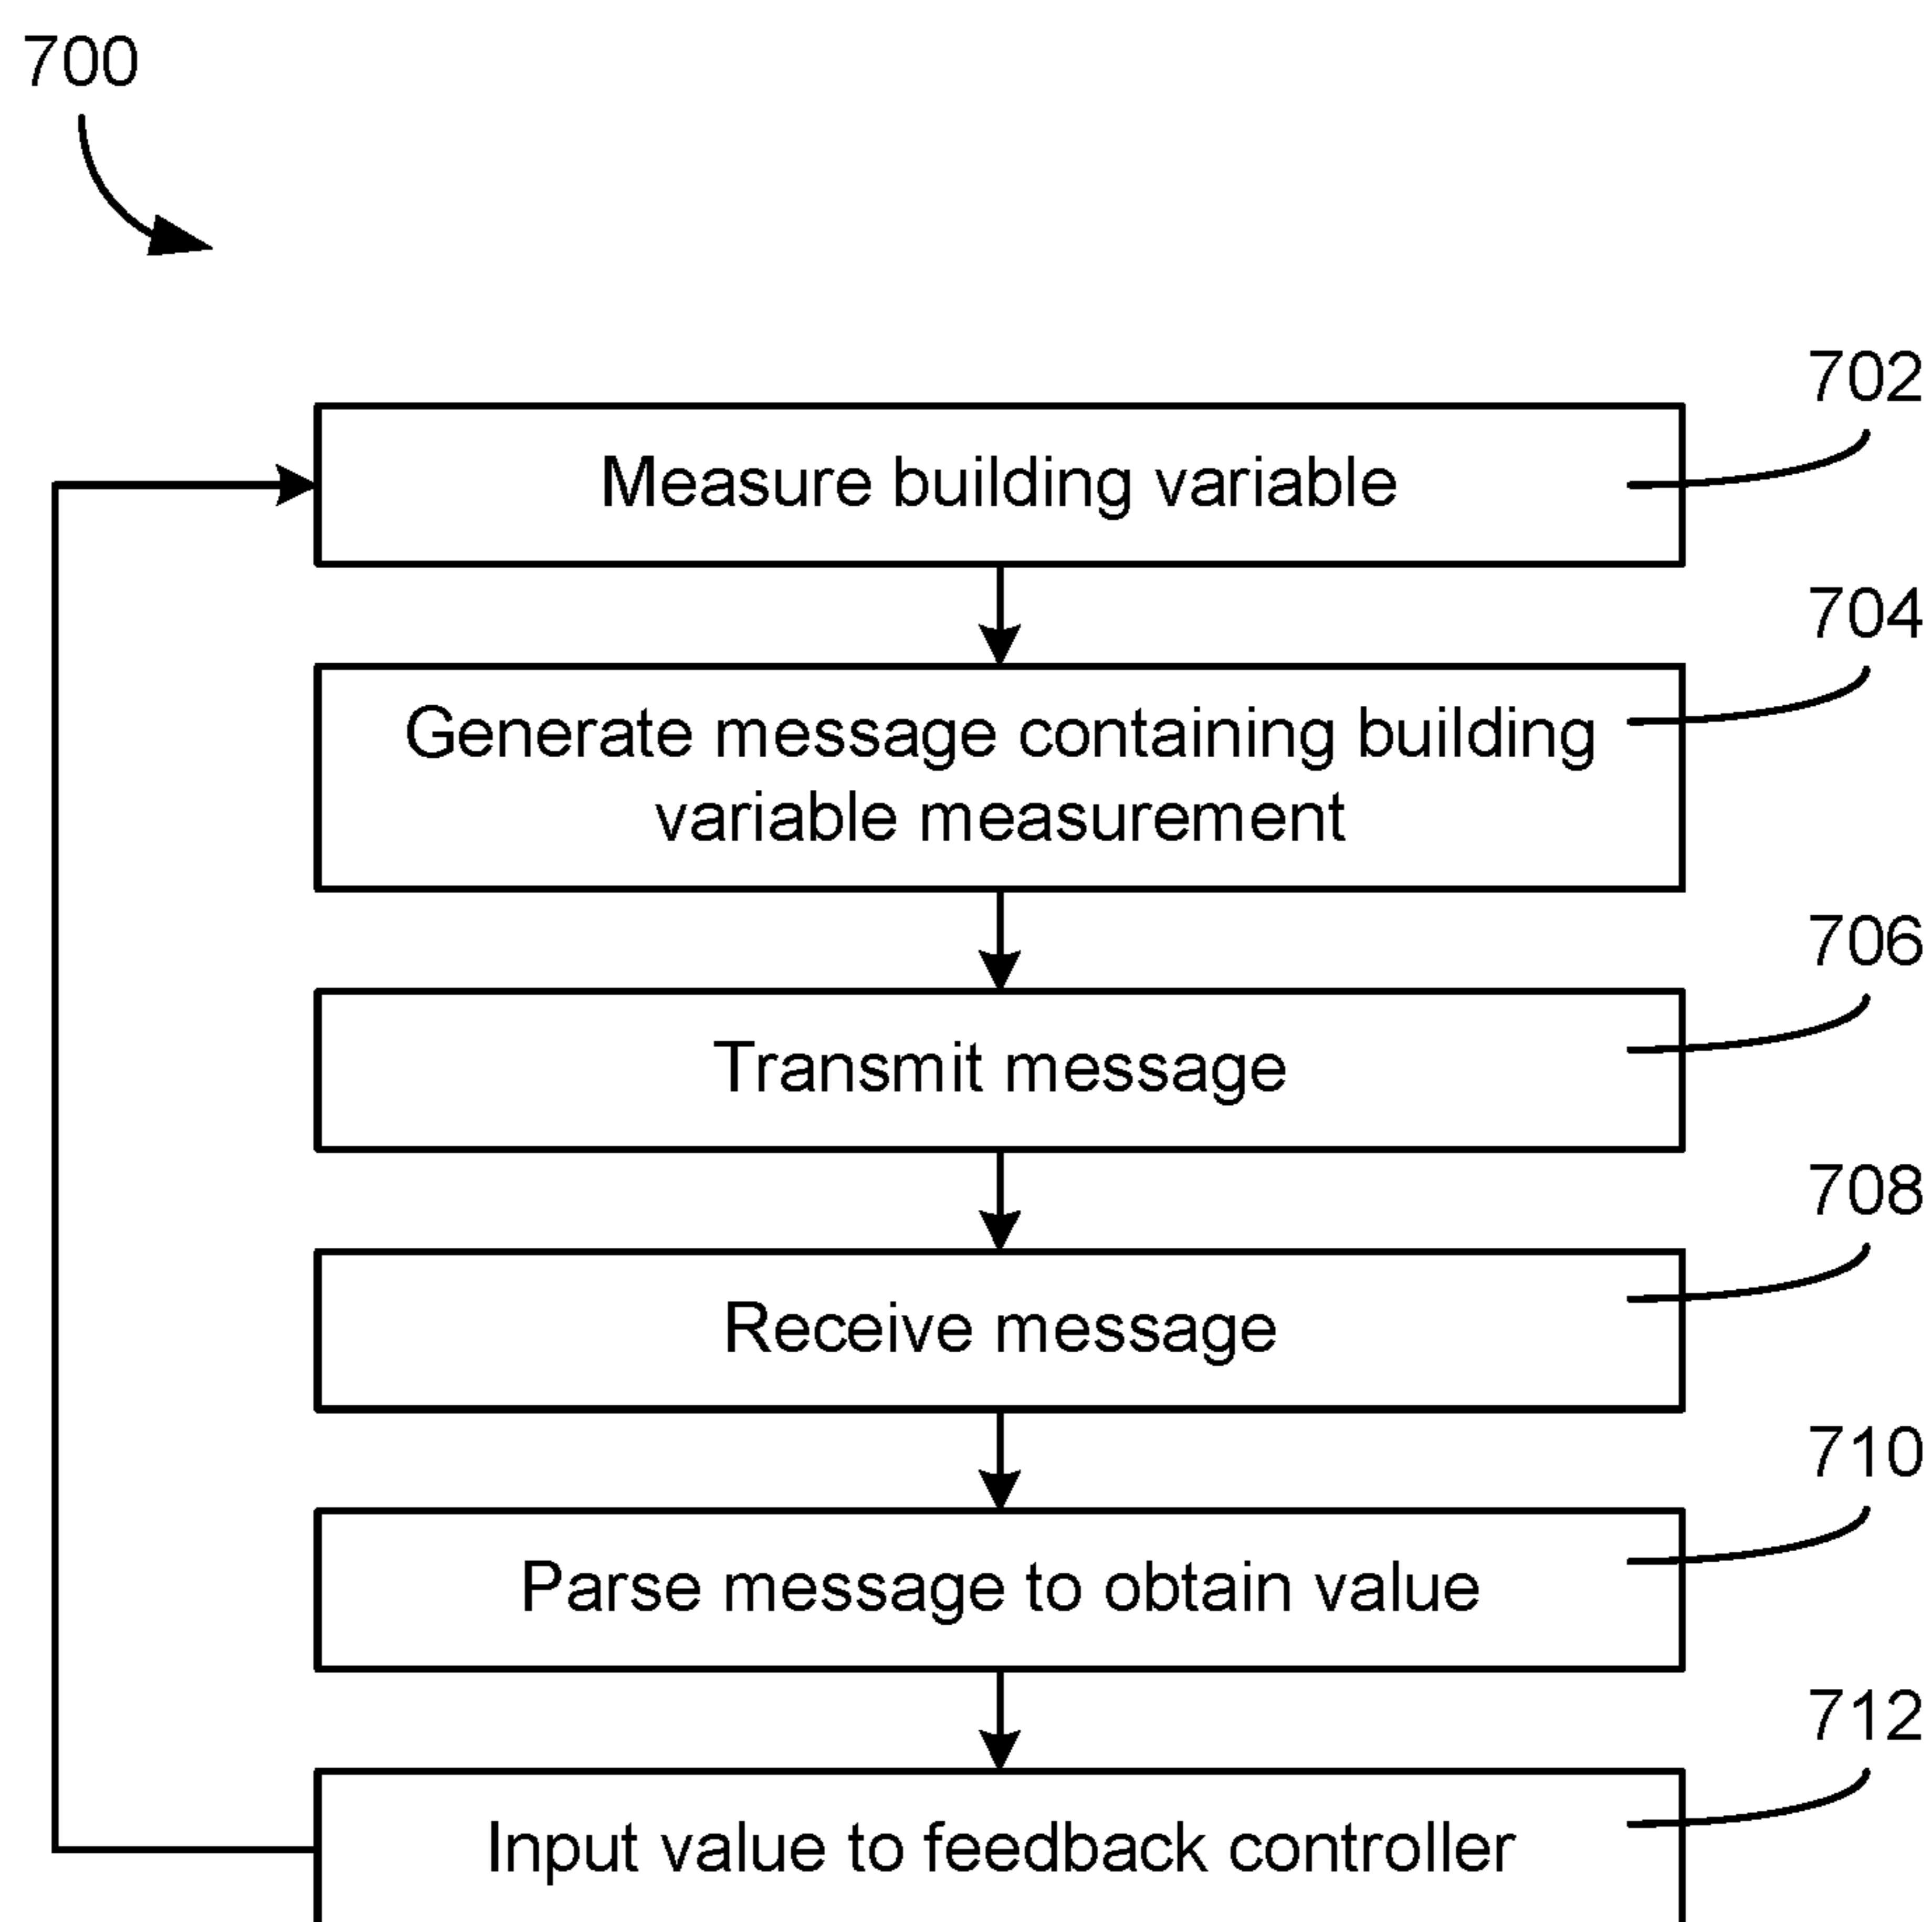 700
702
Measure building variable
704
Generate message containing building
variable measurement
706
Transmit message
708
Receive message
710
Parse message to obtain value
712
Input value to feedback controller